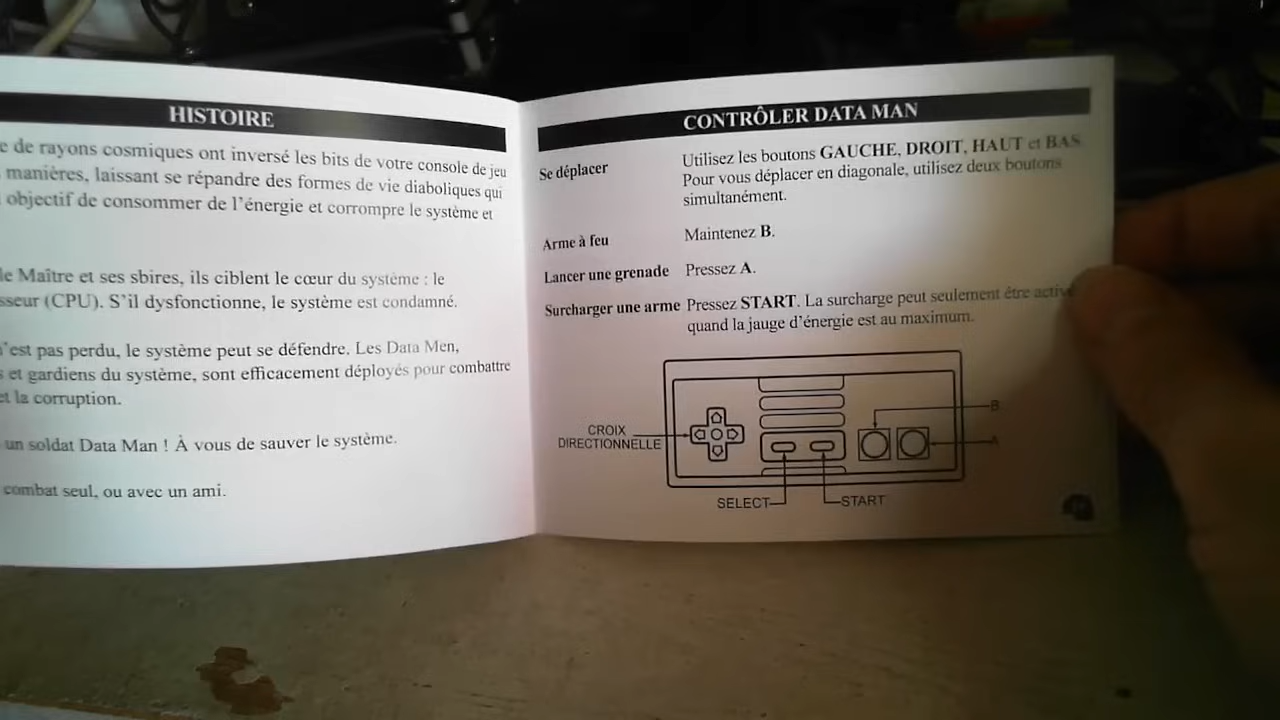 HISTOIRE
e de rayons cosmiques ont inversé les bits de votre console de jeu
manières, laissant se répandre des formes de vie diaboliques qui
objectif de consommer de l'énergie et corrompre le système et
le Maître et ses sbires, ils ciblent le cœur du système : le
sseur (CPU). S'il dysfonctionne, le système est condamné.
n'est pas perdu, le système peut se défendre. Les Data Men,
s et gardiens du système, sont efficacement déployés pour combattre
et la corruption.
un soldat Data Man ! À vous de sauver le système.
combat seul, ou avec un ami.
CONTRÔLER DATA MAN
Se déplacer Utilisez les boutons GAUCHE, DROIT, HAUT et BAS
Pour vous déplacer en diagonale, utilisez deux boutons
simultanément.
Arme à feu Maintenez B.
Lancer une grenade Pressez A.
Surcharger une arme Pressez START. La surcharge peut seulement être activ
quand la jauge d'énergie est au maximum.
CROIX
DIRECTIONNELLE
B
A
SELECT
START